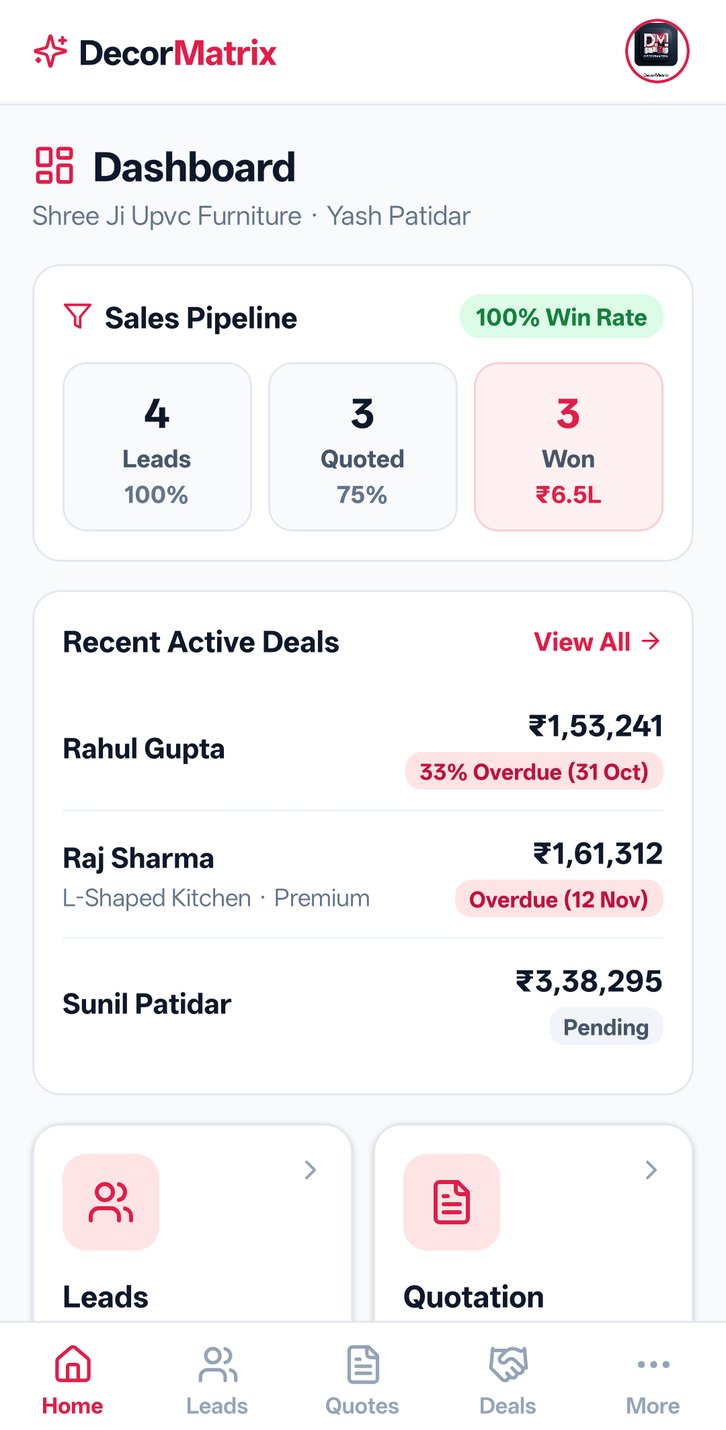 DecorMatrix
Dashboard
Shree Ji Upvc Furniture · Yash Patidar
Sales Pipeline
100% Win Rate
4
Leads
100%
3
Quoted
75%
3
Won
₹6.5L
Recent Active Deals
View All →
Rahul Gupta
₹1,53,241
33% Overdue (31 Oct)
Raj Sharma
L-Shaped Kitchen · Premium
₹1,61,312
Overdue (12 Nov)
Sunil Patidar
₹3,38,295
Pending
Leads
Quotation
Home
Leads
Quotes
Deals
More